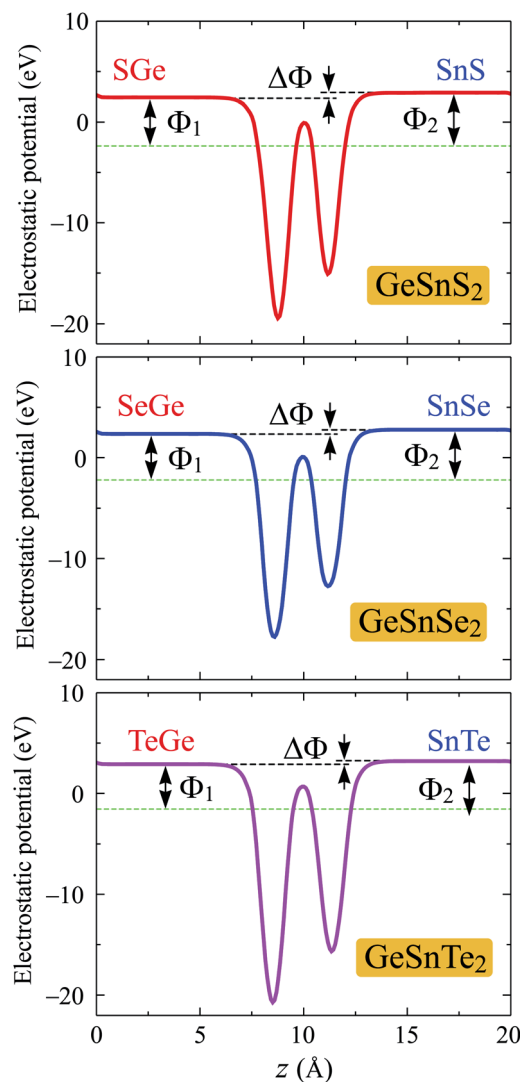 10
SGe
ΔΦ
SnS
0
Φ₁
Φ₂
−10
GeSnS₂
−20
Electrostatic potential (eV)
10
SeGe
ΔΦ
SnSe
0
Φ₁
Φ₂
−10
GeSnSe₂
−20
Electrostatic potential (eV)
10
TeGe
ΔΦ
SnTe
0
Φ₁
Φ₂
−10
GeSnTe₂
−20
Electrostatic potential (eV)
0 5 10 15 20
z (Å)